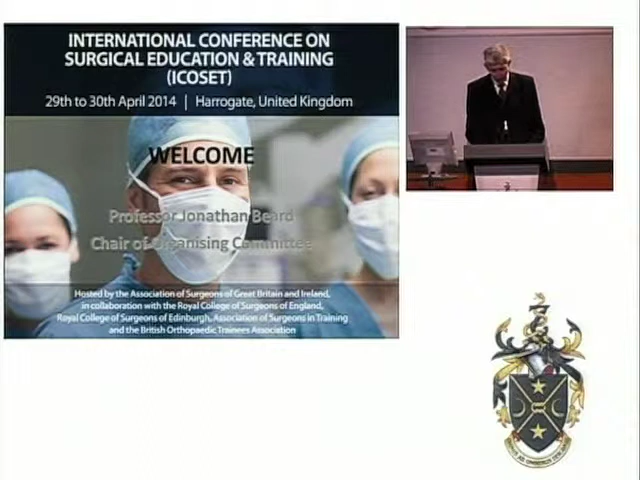 INTERNATIONAL CONFERENCE ON
SURGICAL EDUCATION & TRAINING
(ICOSET)
29th to 30th April 2014 | Harrogate, United Kingdom
WELCOME
Professor Jonathan Beard
Chair of Organising Committee
Hosted by the Association of Surgeons of Great Britain and Ireland,
in collaboration with the Royal College of Surgeons of England,
Royal College of Surgeons of Edinburgh, Association of Surgeons in Training
and the British Orthopaedic Trainees Association